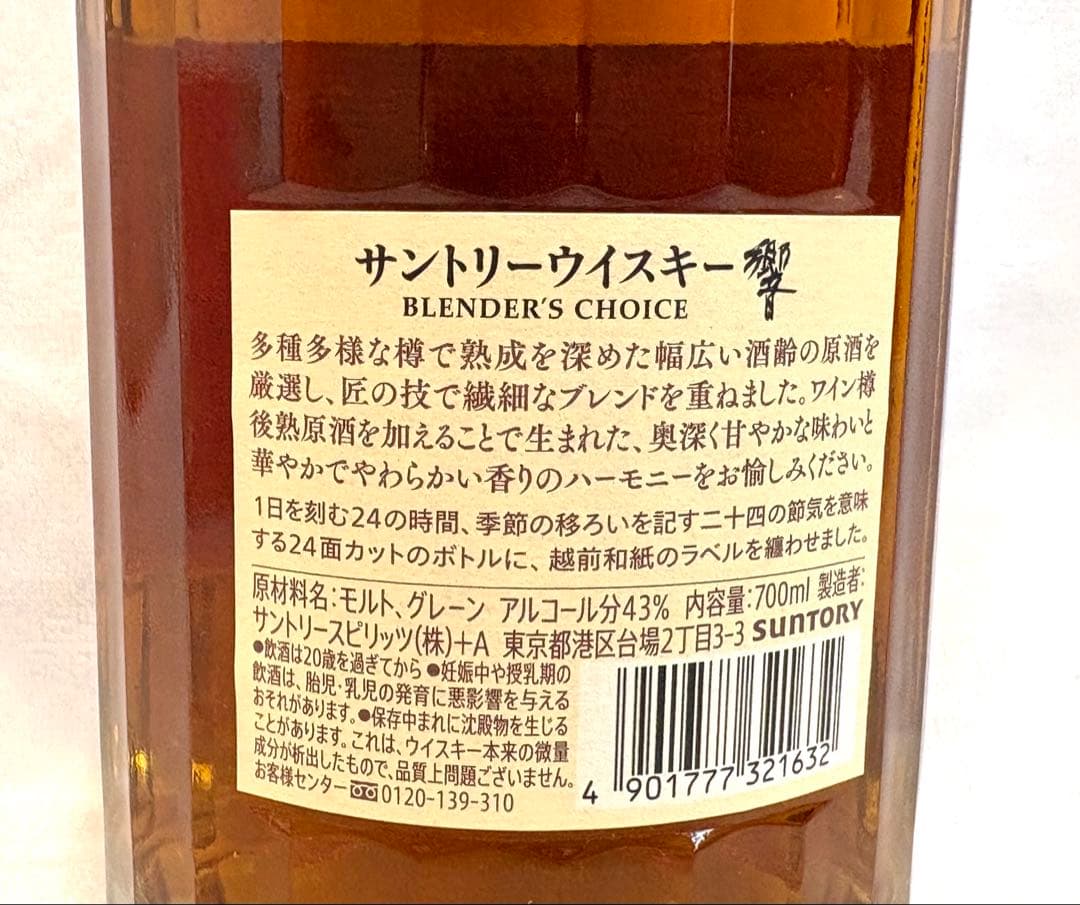 サントリーウイスキー響
BLENDER'S CHOICE
多種多様な樽で熟成を深めた幅広い酒齢の原酒を
厳選し、匠の技で繊細なブレンドを重ねました。ワイン樽
後熟原酒を加えることで生まれた、奥深く甘やかな味わいと
華やかでやわらかい香りのハーモニーをお愉しみください。
1日を刻む24の時間、季節の移ろいを記す二十四の節気を意味
する24面カットのボトルに、越前和紙のラベルを纏わせました。
原材料名:モルト、グレーン アルコール分43% 内容量:700ml 製造者:
サントリースピリッツ(株)+A 東京都港区台場2丁目3-3 SUNTORY
●飲酒は20歳を過ぎてから ●妊娠中や授乳期の
飲酒は、胎児・乳児の発育に悪影響を与える
おそれがあります。●保存中まれに沈殿物を生じる
ことがあります。これは、ウイスキー本来の微量
成分が析出したもので、品質上問題ございません。
お客様センター 0120-139-310
4 901777 321632